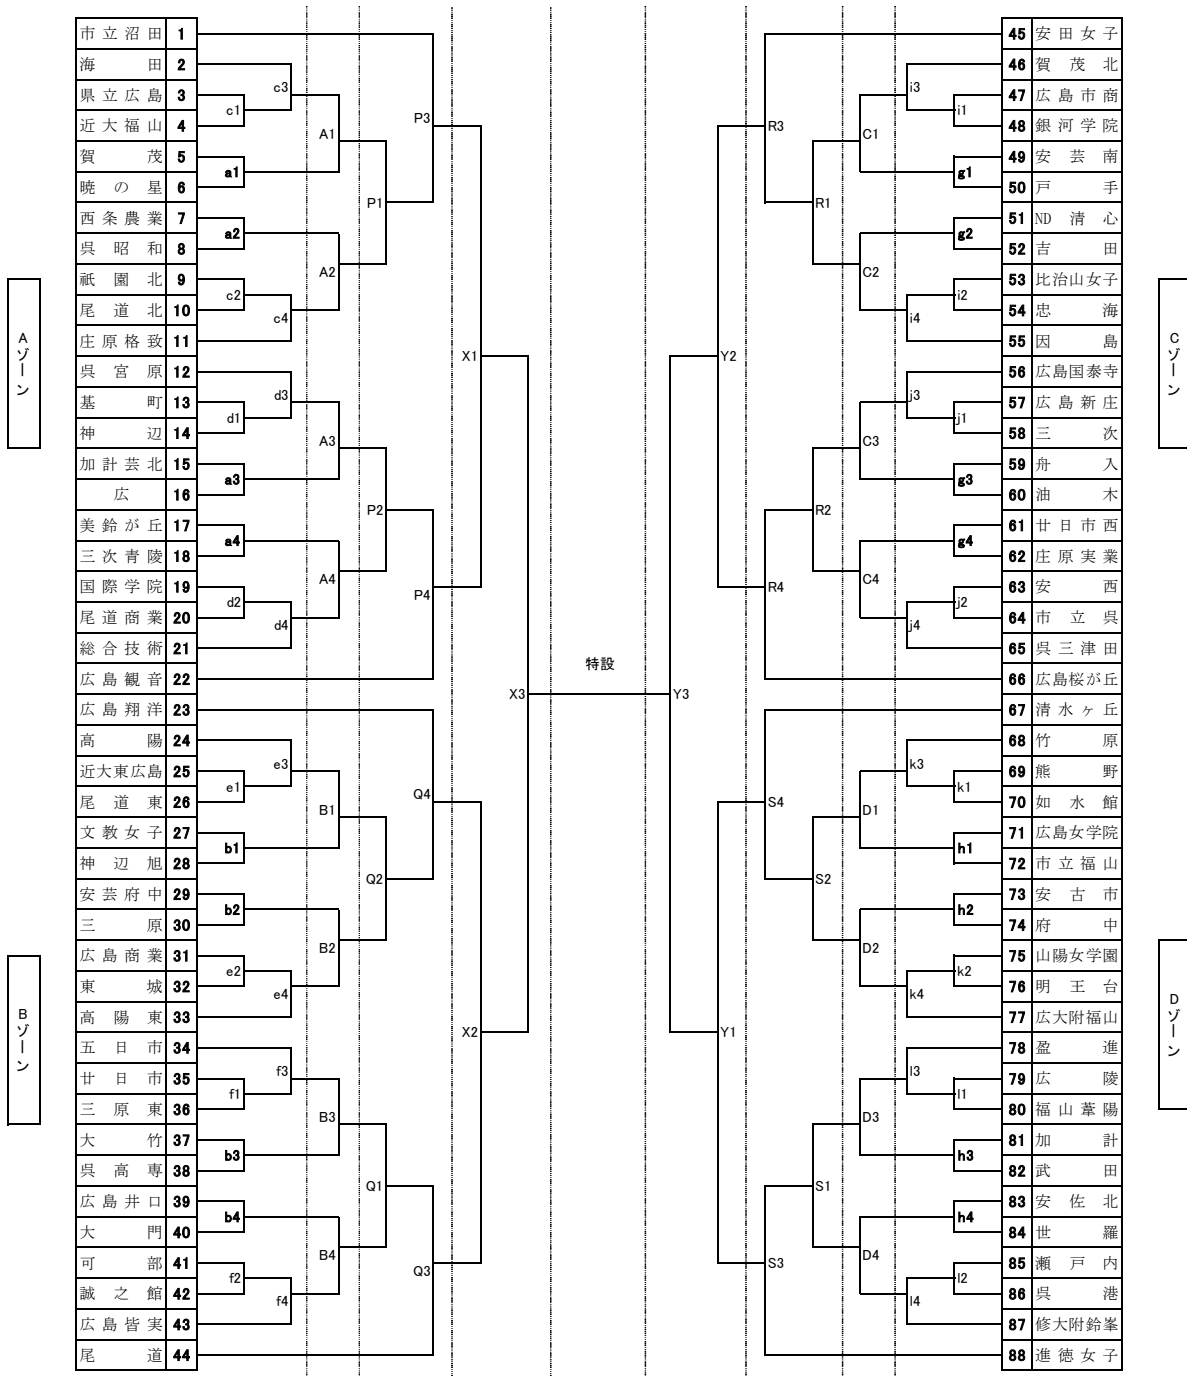 市立沼田 1
海田 2
県立広島 3
近大福山 4
賀茂 5
暁の星 6
西条農業 7
呉昭和 8
祇園北 9
尾道北 10
庄原格致 11
呉宮原 12
基町 13
神辺 14
加計芸北 15
広 16
美鈴が丘 17
三次青陵 18
国際学院 19
尾道商業 20
総合技術 21
広島観音 22
広島翔洋 23
高陽 24
近大東広島 25
尾道東 26
文教女子 27
神辺旭 28
安芸府中 29
三原 30
広島商業 31
東城 32
高陽東 33
五日市 34
廿日市 35
三原東 36
大竹 37
呉高専 38
広島井口 39
大門 40
可部 41
誠之館 42
広島皆実 43
尾道 44
Aゾーン
Bゾーン
c3
c1
a1
a2
c2
c4
d3
d1
a3
a4
d2
d4
e3
e1
b1
b2
e2
e4
f3
f1
b3
b4
f2
f4
A1
A2
A3
A4
B1
B2
B3
B4
P1
P2
Q2
Q1
P3
P4
Q4
Q3
X1
X2
X3
特設
Y3
Y2
Y1
R3
R4
S4
S3
R1
R2
S2
S1
C1
C2
C3
C4
D1
D2
D3
D4
i3
i1
g1
g2
i2
i4
j3
j1
g3
g4
j2
j4
k3
k1
h1
h2
k2
k4
l3
l1
h3
h4
l2
l4
45 安田女子
46 賀茂北
47 広島市商
48 銀河学院
49 安芸南
50 戸手
51 ND清心
52 吉田
53 比治山女子
54 忠海
55 因島
56 広島国泰寺
57 広島新庄
58 三次
59 舟入
60 油木
61 廿日市西
62 庄原実業
63 安西
64 市立呉
65 呉三津田
66 広島桜が丘
67 清水ヶ丘
68 竹原
69 熊野
70 如水館
71 広島女学院
72 市立福山
73 安古市
74 府中
75 山陽女学園
76 明王台
77 広大附福山
78 盈進
79 広陵
80 福山葦陽
81 加計
82 武田
83 安佐北
84 世羅
85 瀬戸内
86 呉港
87 修大附鈴峯
88 進徳女子
Cゾーン
Dゾーン